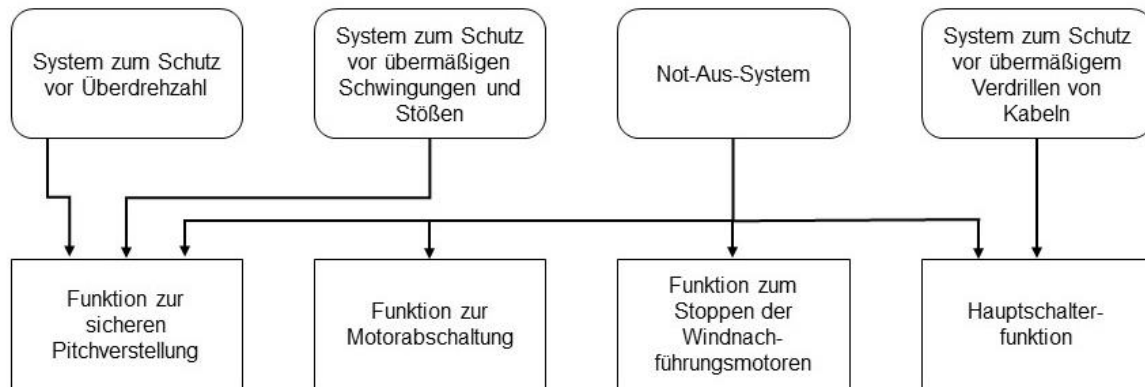 System zum Schutz
vor Überdrehzahl
System zum Schutz
vor übermäßigen
Schwingungen und
Stößen
Not-Aus-System
System zum Schutz
vor übermäßigem
Verdrillen von
Kabeln
Funktion zur
sicheren
Pitchverstellung
Funktion zur
Motorabschaltung
Funktion zum
Stoppen der
Windnach-
führungsmotoren
Hauptschalter-
funktion